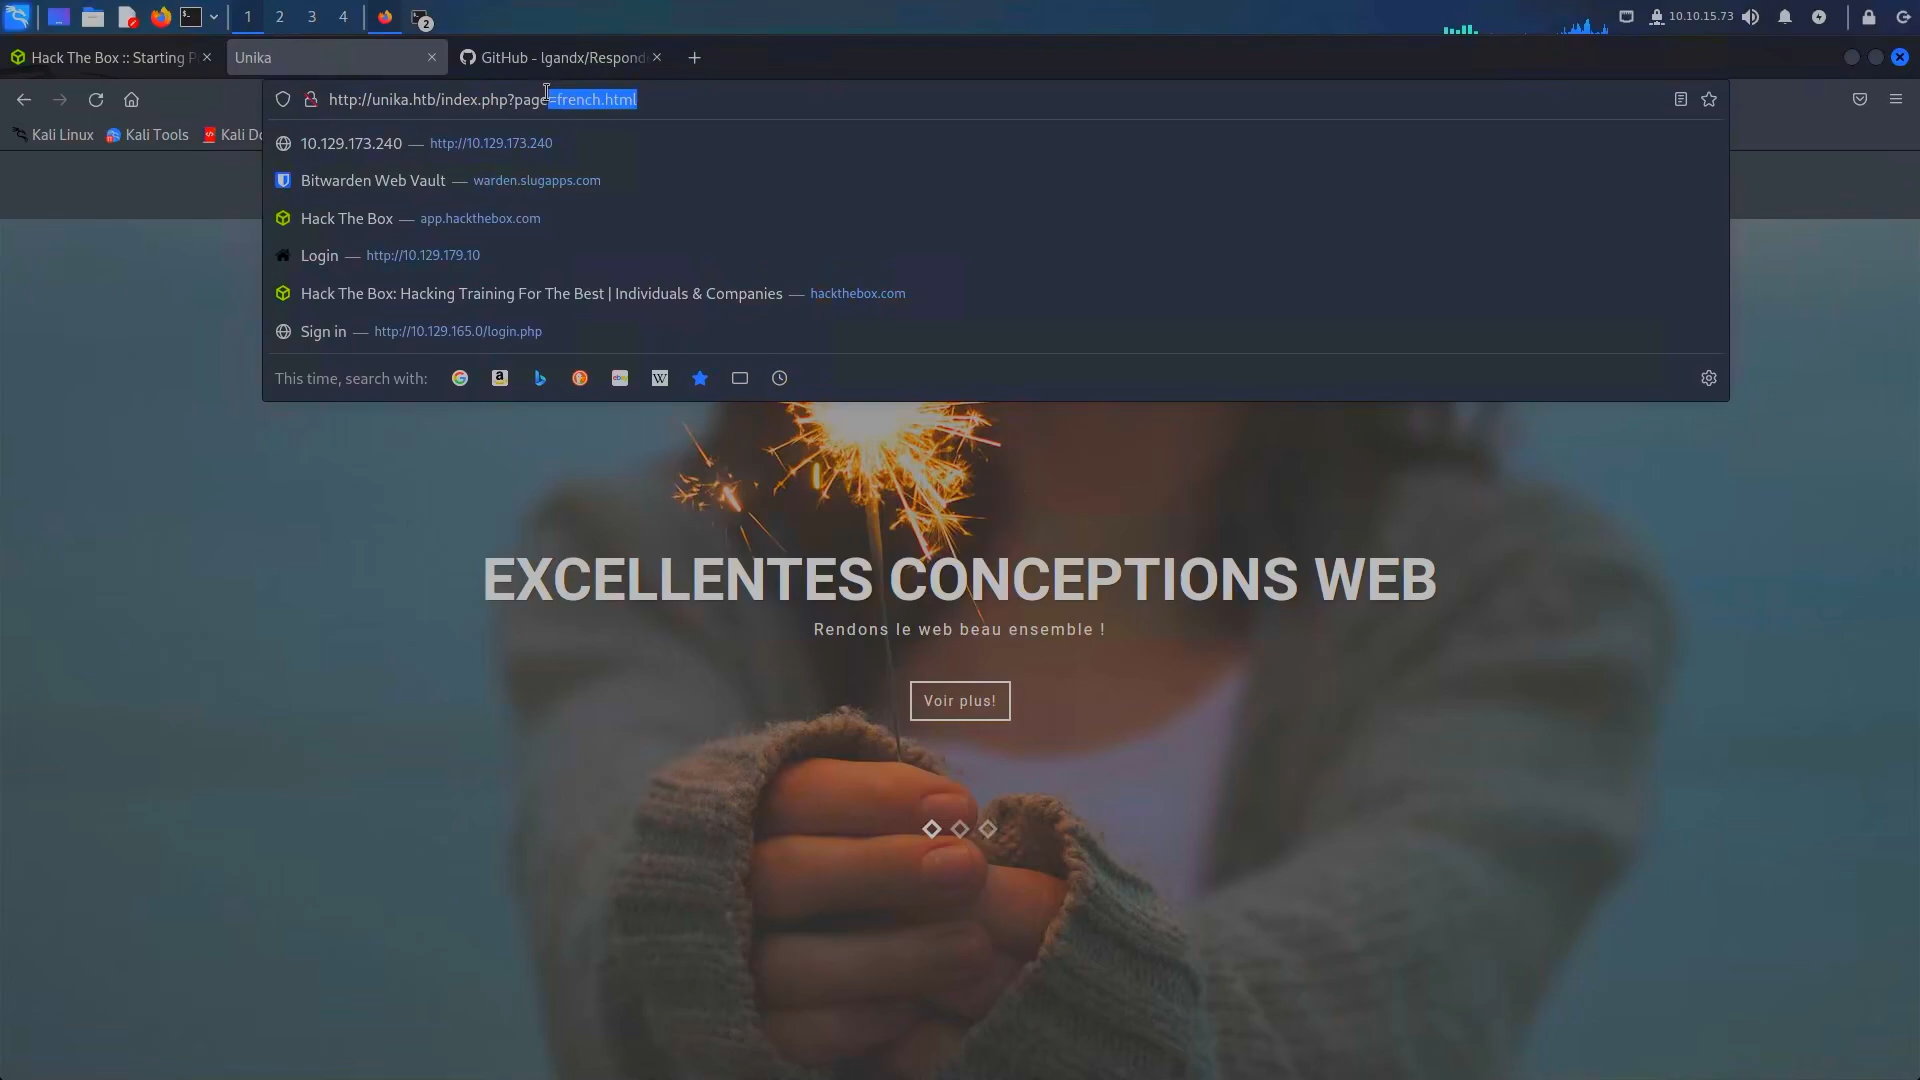 1 2 3 4
2
10.10.15.73
Hack The Box :: Starting P
Unika
GitHub - lgandx/Respond
http://unika.htb/index.php?page=french.html
Kali Linux
Kali Tools
Kali Do
10.129.173.240 — http://10.129.173.240
Bitwarden Web Vault — warden.slugapps.com
Hack The Box — app.hackthebox.com
Login — http://10.129.179.10
Hack The Box: Hacking Training For The Best | Individuals & Companies — hackthebox.com
Sign in — http://10.129.165.0/login.php
This time, search with:
EXCELLENTES CONCEPTIONS WEB
Rendons le web beau ensemble !
Voir plus!